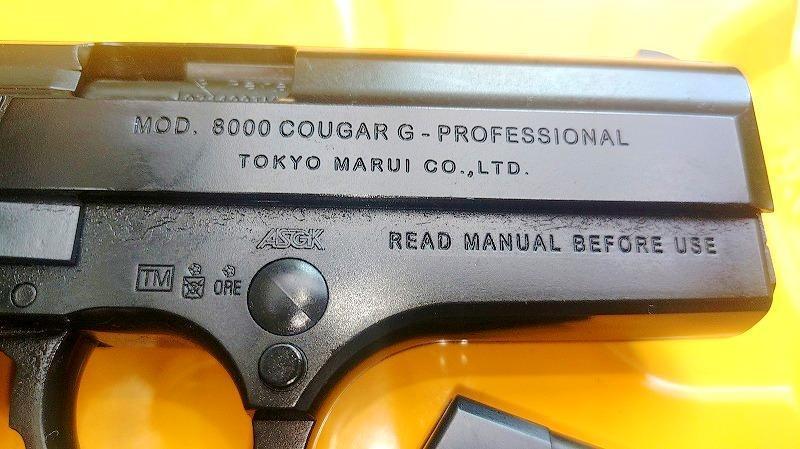 MOD. 8000 COUGAR G - PROFESSIONAL
TOKYO MARUI CO.,LTD.
ASGK
READ MANUAL BEFORE USE
TM ORE